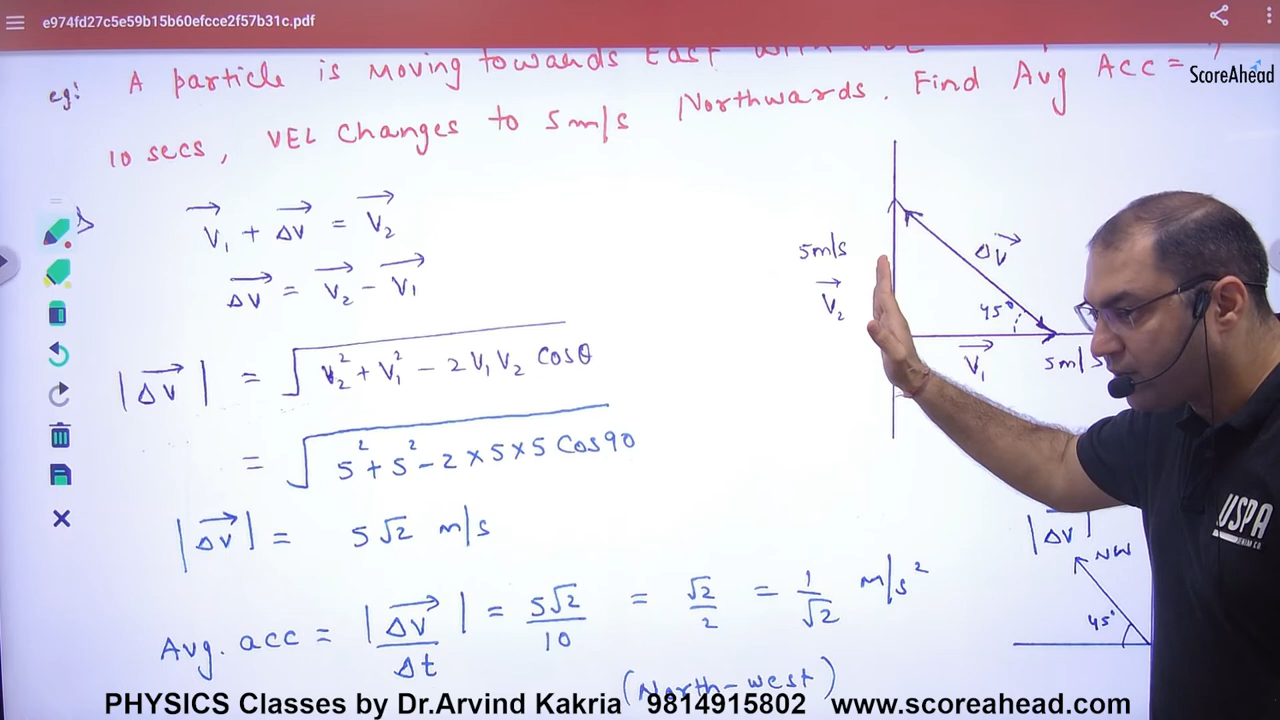 e974fd27c5e59b15b60efcce2f57b31c.pdf
ScoreAhead
eg: A particle is moving towards East with
10 secs, VEL changes to 5m/s Northwards. Find Avg Acc = ?
V₁ + ΔV = V₂
ΔV = V₂ - V₁
|ΔV| = √V₂² + V₁² - 2V₁V₂ Cosθ
= √5² + 5² - 2×5×5 Cos90
|ΔV| = 5√2 m/s
Avg. acc = |ΔV/Δt| = 5√2/10 = √2/2 = 1/√2 m/s²
(North-west)
5m/s
V₂
ΔV
45°
V₁
5m/s
|ΔV|
NW
45°
USPA
PHYSICS Classes by Dr.Arvind Kakria 9814915802 www.scoreahead.com